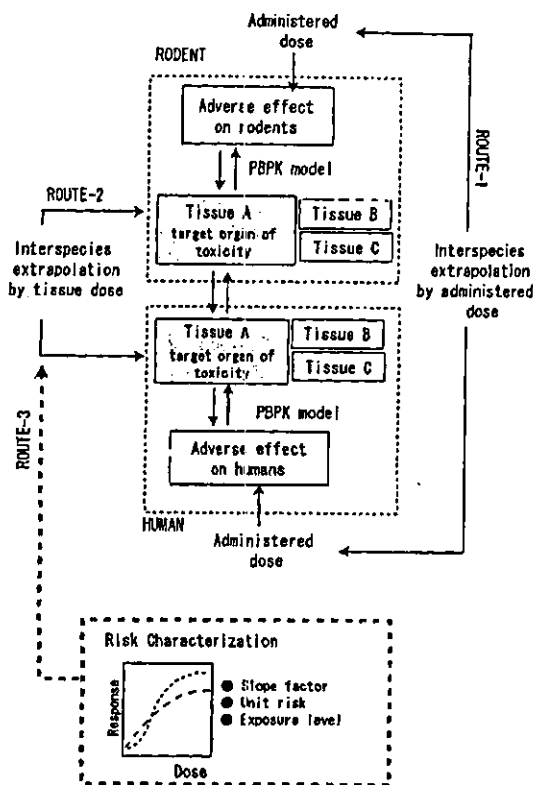 Administered
dose
RODENT
Adverse effect
on rodents
PBPK model
ROUTE-1
ROUTE-2
Tissue A
target organ of
toxicity
Tissue B
Tissue C
Interspecies
extrapolation
by tissue dose
Interspecies
extrapolation
by administered
dose
Tissue A
target organ of
toxicity
Tissue B
Tissue C
PBPK model
ROUTE-3
Adverse effect
on humans
HUMAN
Administered
dose
Risk Characterization
Response
Dose
● Slope factor
● Unit risk
● Exposure level